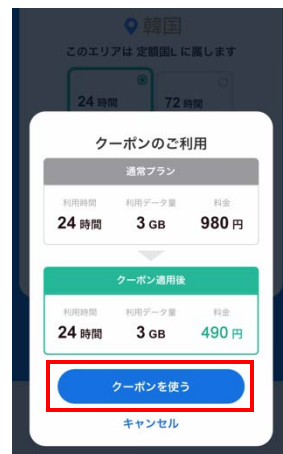 韓国
このエリアは 定額国L に属します
24 時間 72 時間
クーポンのご利用
通常プラン
利用時間 利用データ量 料金
24 時間 3 GB 980 円
クーポン適用後
利用時間 利用データ量 料金
24 時間 3 GB 490 円
クーポンを使う
キャンセル